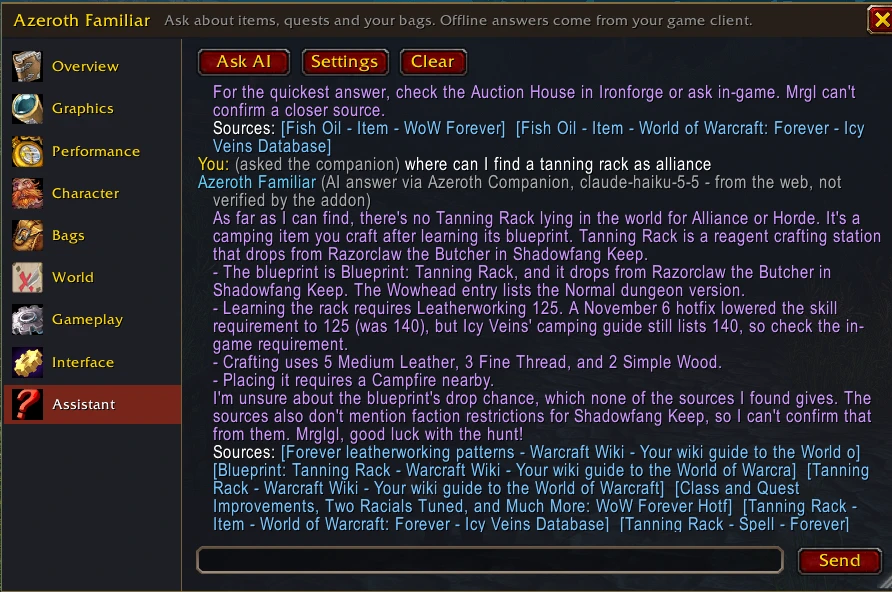 Azeroth Familiar
Ask about items, quests and your bags. Offline answers come from your game client.
Overview
Graphics
Performance
Character
Bags
World
Gameplay
Interface
Assistant
Ask AI
Settings
Clear
For the quickest answer, check the Auction House in Ironforge or ask in-game. Mrgl can't
confirm a closer source.
Sources: [Fish Oil - Item - WoW Forever] [Fish Oil - Item - World of Warcraft: Forever - Icy
Veins Database]
You: (asked the companion) where can I find a tanning rack as alliance
Azeroth Familiar (AI answer via Azeroth Companion, claude-haiku-5-5 - from the web, not
verified by the addon)
As far as I can find, there's no Tanning Rack lying in the world for Alliance or Horde. It's a
camping item you craft after learning its blueprint. Tanning Rack is a reagent crafting station
that drops from Razorclaw the Butcher in Shadowfang Keep.
- The blueprint is Blueprint: Tanning Rack, and it drops from Razorclaw the Butcher in
Shadowfang Keep. The Wowhead entry lists the Normal dungeon version.
- Learning the rack requires Leatherworking 125. A November 6 hotfix lowered the skill
requirement to 125 (was 140), but Icy Veins' camping guide still lists 140, so check the in-
game requirement.
- Crafting uses 5 Medium Leather, 3 Fine Thread, and 2 Simple Wood.
- Placing it requires a Campfire nearby.
I'm unsure about the blueprint's drop chance, which none of the sources I found gives. The
sources also don't mention faction restrictions for Shadowfang Keep, so I can't confirm that
from them. Mrglgl, good luck with the hunt!
Sources: [Forever leatherworking patterns - Warcraft Wiki - Your wiki guide to the World o]
[Blueprint: Tanning Rack - Warcraft Wiki - Your wiki guide to the World of Warcra] [Tanning
Rack - Warcraft Wiki - Your wiki guide to the World of Warcraft] [Class and Quest
Improvements, Two Racials Tuned, and Much More: WoW Forever Hotf] [Tanning Rack -
Item - World of Warcraft: Forever - Icy Veins Database] [Tanning Rack - Spell - Forever]
Send